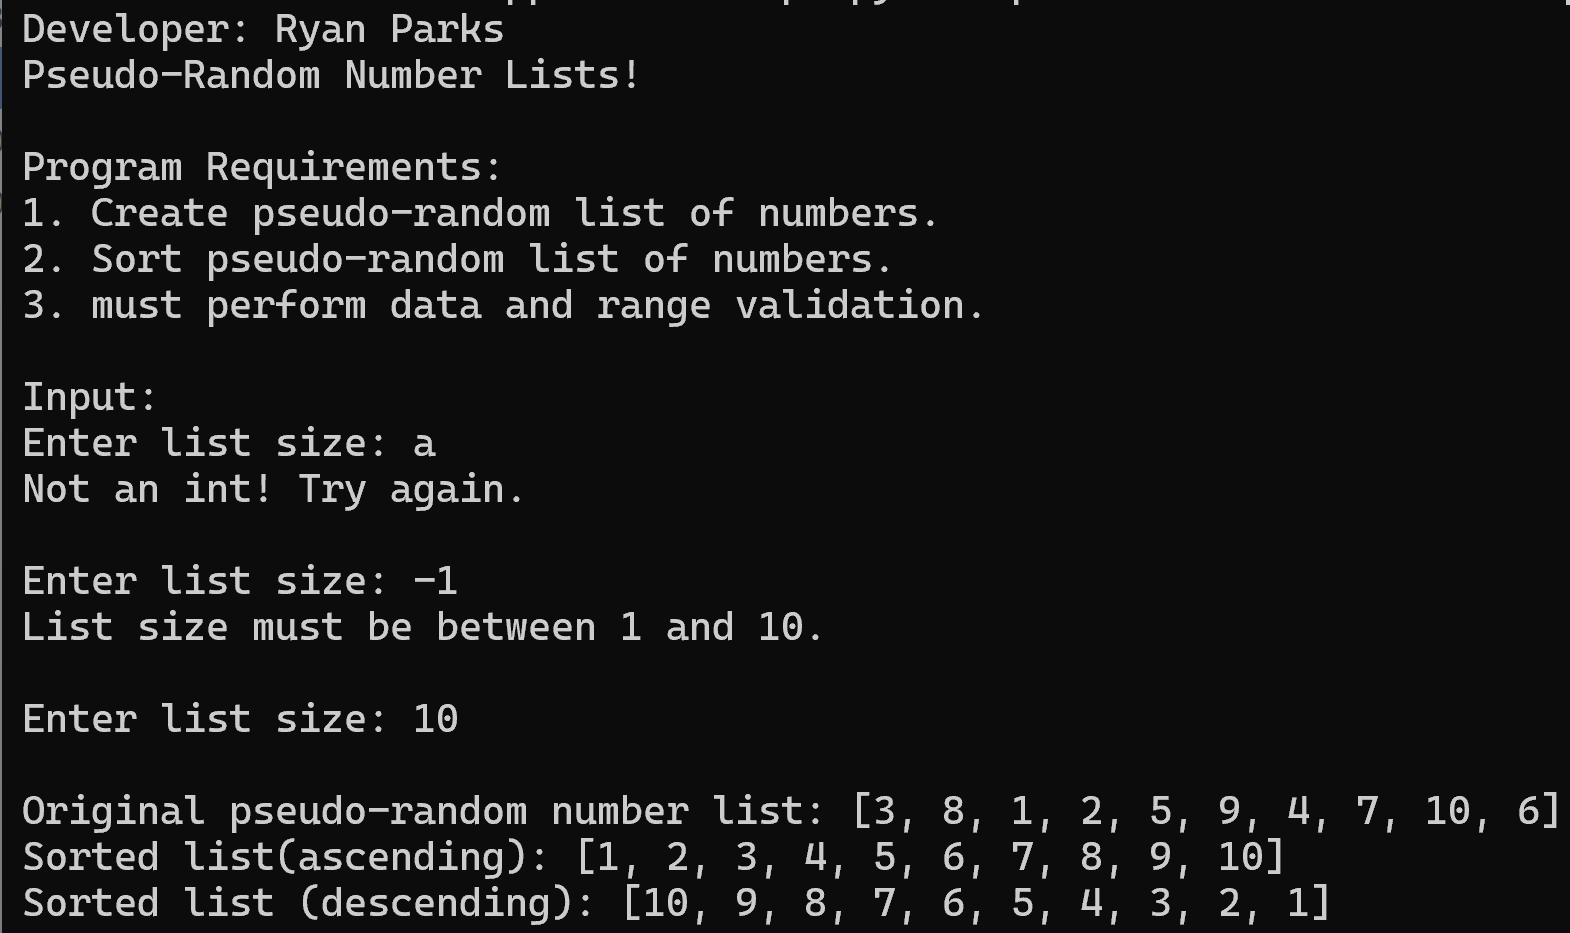 Developer: Ryan Parks
Pseudo-Random Number Lists!
Program Requirements:
1. Create pseudo-random list of numbers.
2. Sort pseudo-random list of numbers.
3. must perform data and range validation.
Input:
Enter list size: a
Not an int! Try again.
Enter list size: -1
List size must be between 1 and 10.
Enter list size: 10
Original pseudo-random number list: [3, 8, 1, 2, 5, 9, 4, 7, 10, 6]
Sorted list(ascending): [1, 2, 3, 4, 5, 6, 7, 8, 9, 10]
Sorted list (descending): [10, 9, 8, 7, 6, 5, 4, 3, 2, 1]